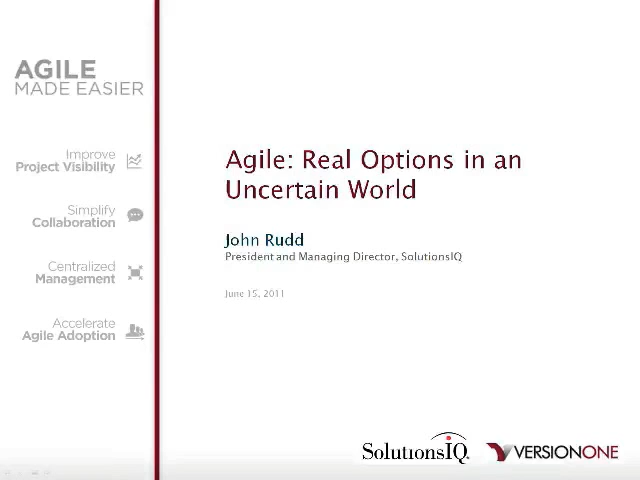 AGILE
MADE EASIER
Improve
Project Visibility
Simplify
Collaboration
Centralized
Management
Accelerate
Agile Adoption
Agile: Real Options in an
Uncertain World
John Rudd
President and Managing Director, SolutionsIQ
June 15, 2011
SOLUTIONSIQ
VERSIONONE